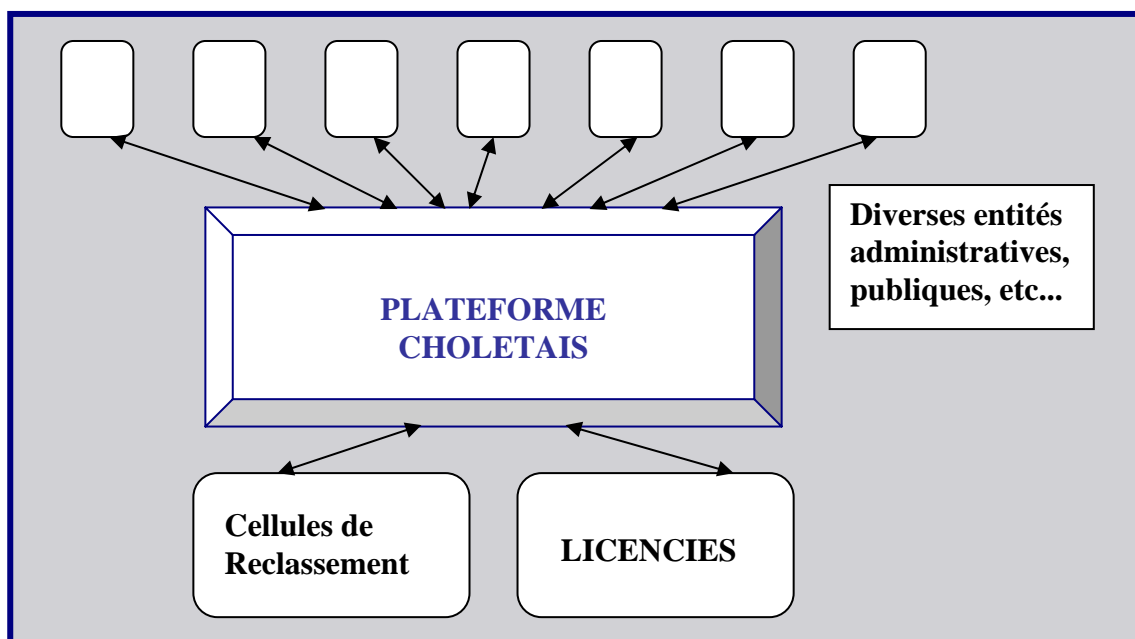 Diverses entités
administratives,
publiques, etc...
PLATEFORME
CHOLETAIS
Cellules de
Reclassement
LICENCIES